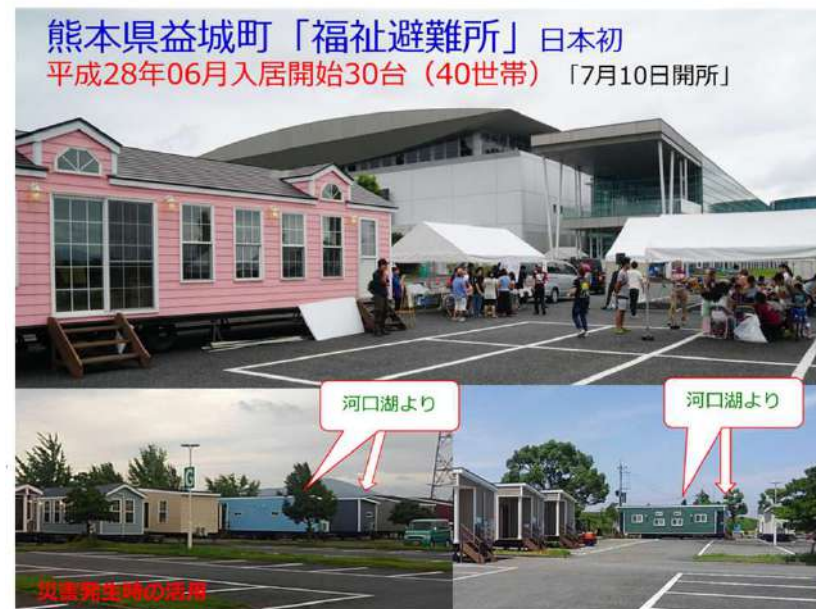 熊本県益城町「福祉避難所」日本初
平成28年06月入居開始30台（40世帯）「7月10日開所」
河口湖より
河口湖より
G
災害発生時の活用